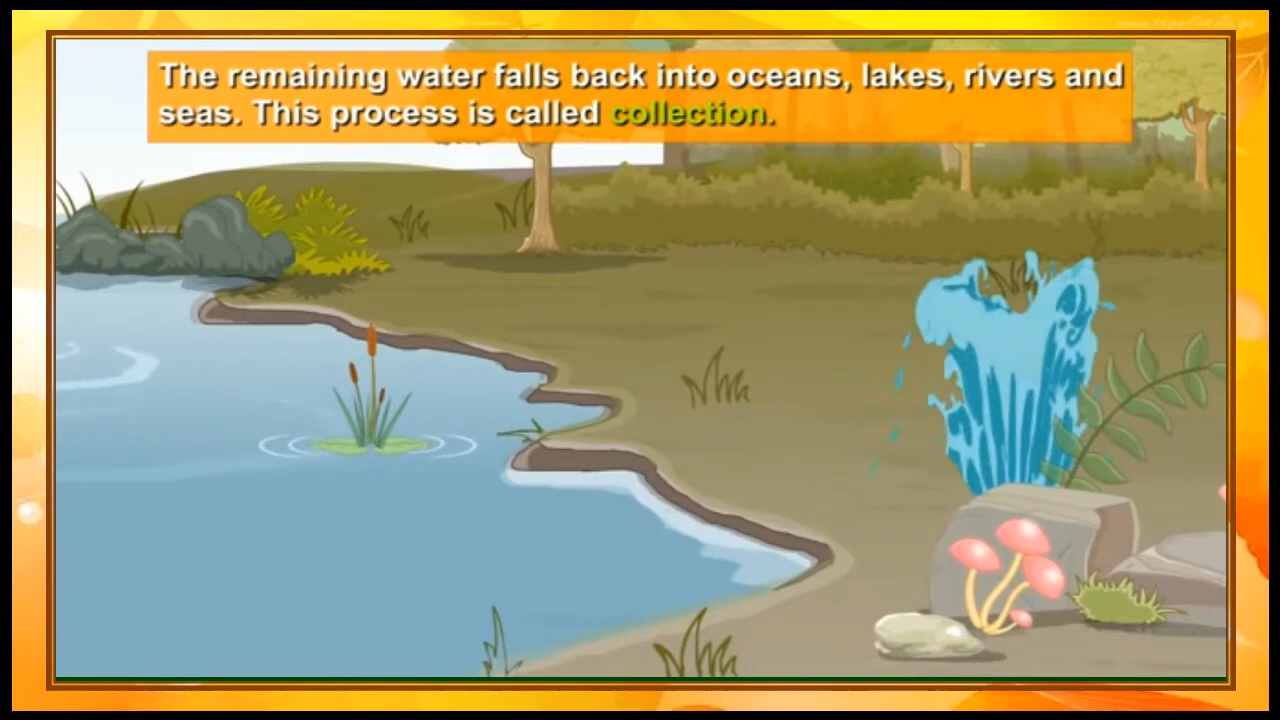 The remaining water falls back into oceans, lakes, rivers and
seas. This process is called collection.